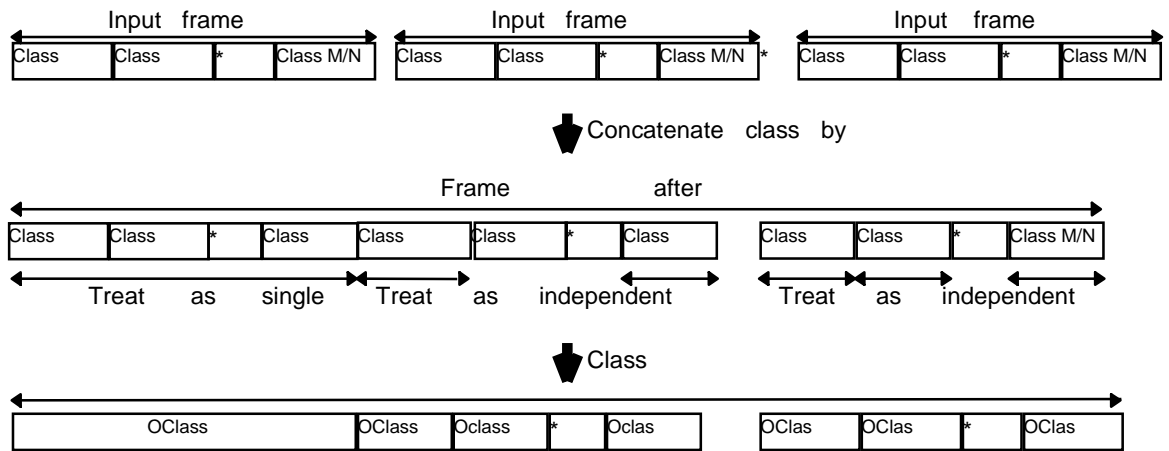 Input frame Input frame Input frame
Class Class * Class M/N Class Class * Class M/N * Class Class * Class M/N
Concatenate class by
Frame after
Class Class * Class Class Class * Class Class Class * Class M/N
Treat as single Treat as independent Treat as independent
Class
OClass OClass Oclass * Oclas OClas OClas * OClas